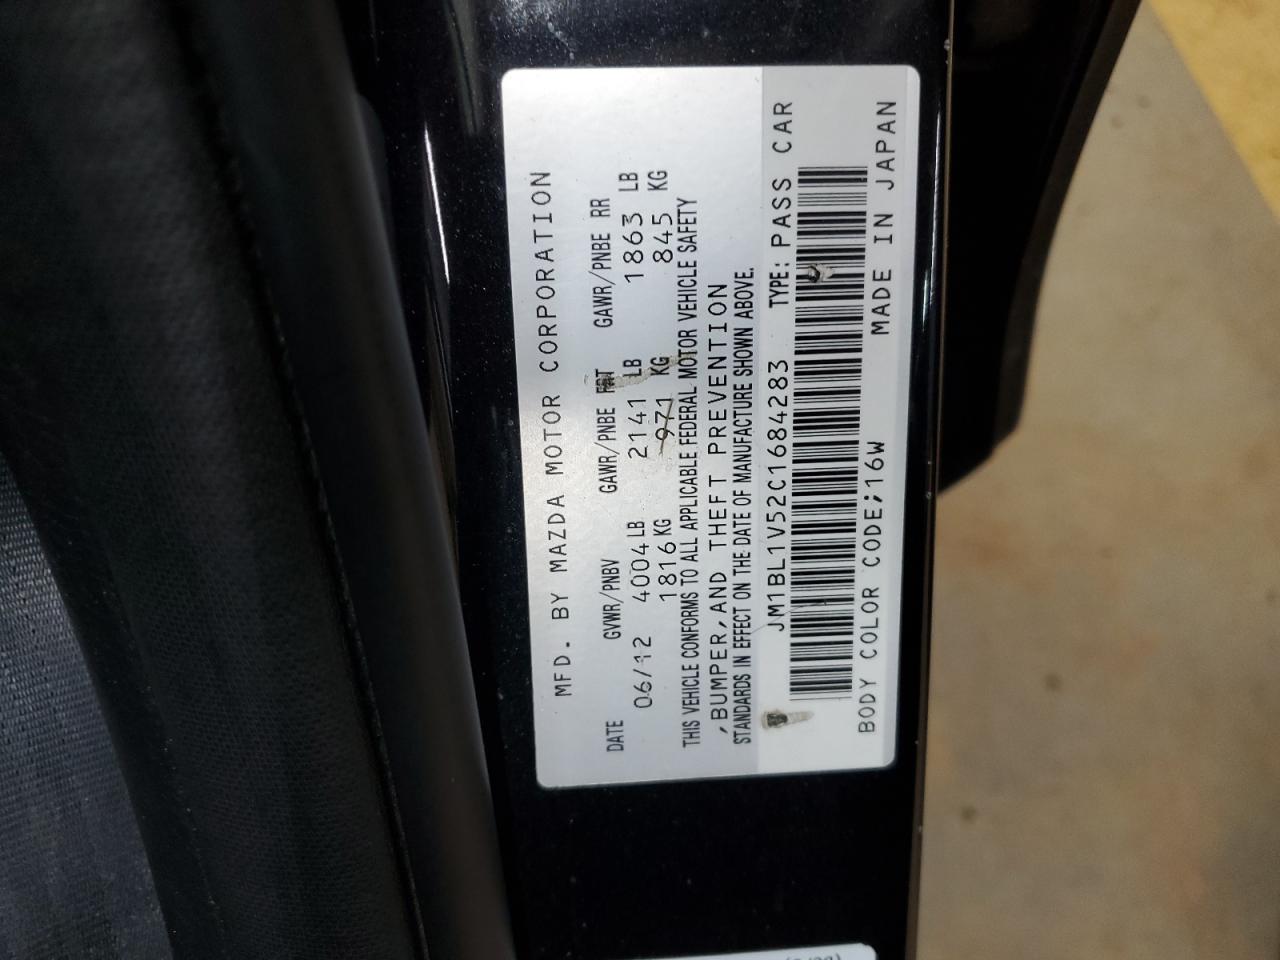 MFD. BY MAZDA MOTOR CORPORATION
DATE GVWR/PNBV GAWR/PNBE FRT GAWR/PNBE RR
06/12 4004 LB 2141 LB 1863 LB
1816 KG 971 KG 845 KG
THIS VEHICLE CONFORMS TO ALL APPLICABLE FEDERAL MOTOR VEHICLE SAFETY
,BUMPER,AND THEFT PREVENTION
STANDARDS IN EFFECT ON THE DATE OF MANUFACTURE SHOWN ABOVE.
JM1BL1V52C1684283 TYPE: PASS CAR
BODY COLOR CODE;16W MADE IN JAPAN